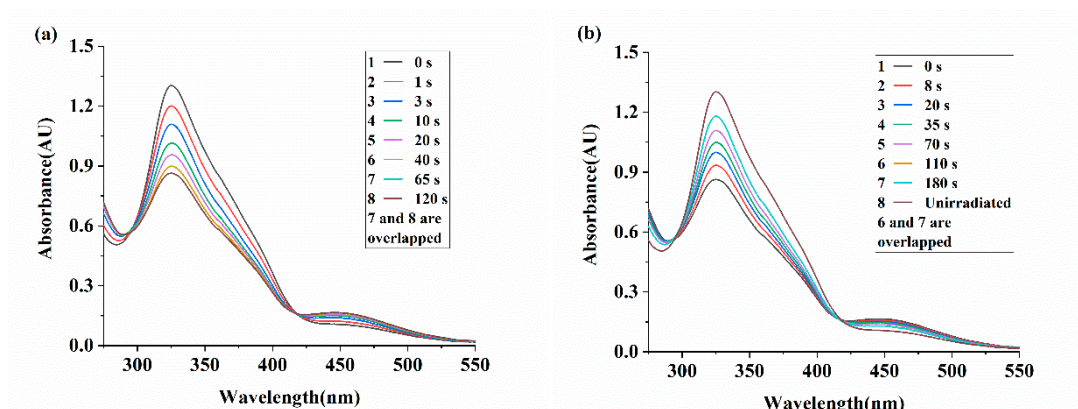 (a)
1.5
1.2
0.9
0.6
0.3
0.0
Absorbance(AU)
300 350 400 450 500 550
Wavelength(nm)
1 0 s
2 1 s
3 3 s
4 10 s
5 20 s
6 40 s
7 65 s
8 120 s
7 and 8 are
overlapped
(b)
1.5
1.2
0.9
0.6
0.3
0.0
Absorbance(AU)
300 350 400 450 500 550
Wavelength(nm)
1 0 s
2 8 s
3 20 s
4 35 s
5 70 s
6 110 s
7 180 s
8 Unirradiated
6 and 7 are
overlapped